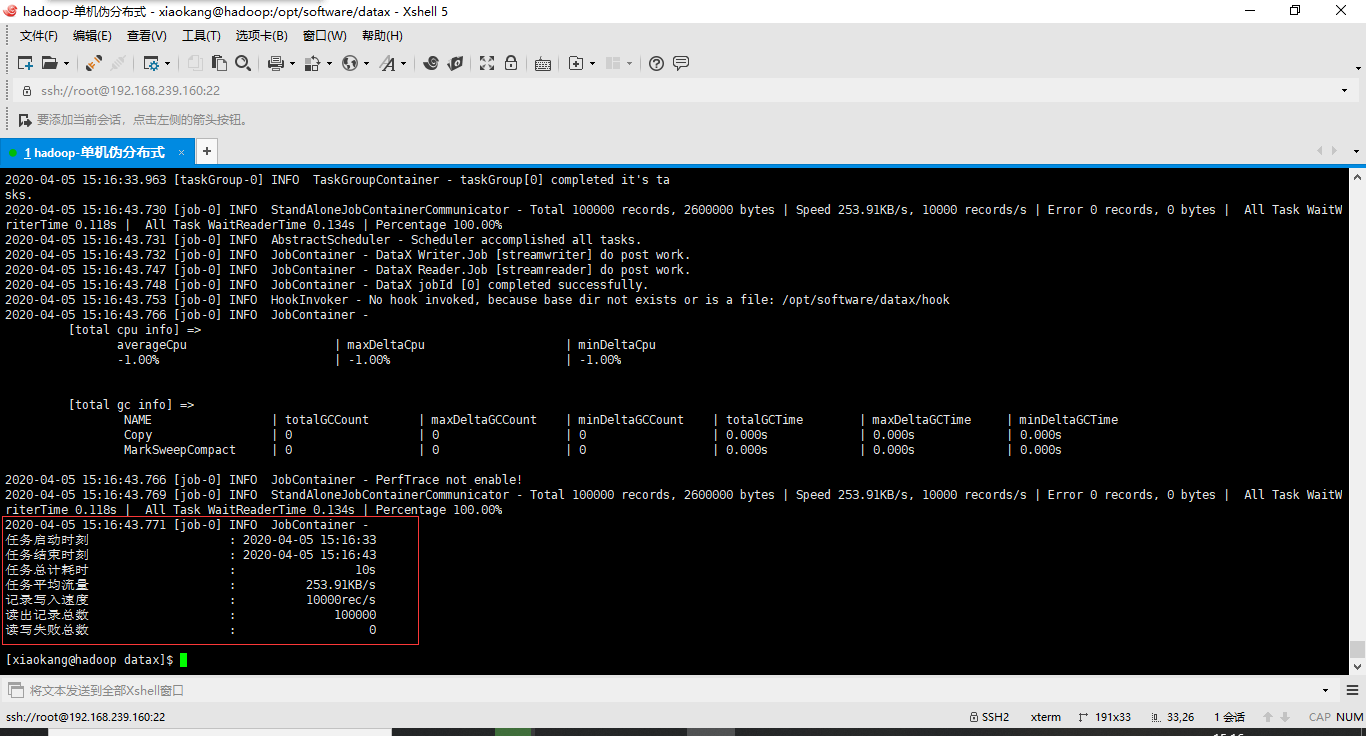 hadoop-单机伪分布式 - xiaokang@hadoop:/opt/software/datax - Xshell 5
文件(F) 编辑(E) 查看(V) 工具(T) 选项卡(B) 窗口(W) 帮助(H)
ssh://root@192.168.239.160:22
要添加当前会话，点击左侧的箭头按钮。
1 hadoop-单机伪分布式 × +
2020-04-05 15:16:33.963 [taskGroup-0] INFO  TaskGroupContainer - taskGroup[0] completed it's ta
sks.
2020-04-05 15:16:43.730 [job-0] INFO  StandAloneJobContainerCommunicator - Total 100000 records, 2600000 bytes | Speed 253.91KB/s, 10000 records/s | Error 0 records, 0 bytes |  All Task WaitW
riterTime 0.118s |  All Task WaitReaderTime 0.134s | Percentage 100.00%
2020-04-05 15:16:43.731 [job-0] INFO  AbstractScheduler - Scheduler accomplished all tasks.
2020-04-05 15:16:43.732 [job-0] INFO  JobContainer - DataX Writer.Job [streamwriter] do post work.
2020-04-05 15:16:43.747 [job-0] INFO  JobContainer - DataX Reader.Job [streamreader] do post work.
2020-04-05 15:16:43.748 [job-0] INFO  JobContainer - DataX jobId [0] completed successfully.
2020-04-05 15:16:43.753 [job-0] INFO  HookInvoker - No hook invoked, because base dir not exists or is a file: /opt/software/datax/hook
2020-04-05 15:16:43.766 [job-0] INFO  JobContainer -
[total cpu info] =>
averageCpu | maxDeltaCpu | minDeltaCpu
-1.00% | -1.00% | -1.00%
[total gc info] =>
NAME | totalGCCount | maxDeltaGCCount | minDeltaGCCount | totalGCTime | maxDeltaGCTime | minDeltaGCTime
Copy | 0 | 0 | 0 | 0.000s | 0.000s | 0.000s
MarkSweepCompact | 0 | 0 | 0 | 0.000s | 0.000s | 0.000s
2020-04-05 15:16:43.766 [job-0] INFO  JobContainer - PerfTrace not enable!
2020-04-05 15:16:43.769 [job-0] INFO  StandAloneJobContainerCommunicator - Total 100000 records, 2600000 bytes | Speed 253.91KB/s, 10000 records/s | Error 0 records, 0 bytes |  All Task WaitW
riterTime 0.118s |  All Task WaitReaderTime 0.134s | Percentage 100.00%
2020-04-05 15:16:43.771 [job-0] INFO  JobContainer -
任务启动时刻 : 2020-04-05 15:16:33
任务结束时刻 : 2020-04-05 15:16:43
任务总计耗时 : 10s
任务平均流量 : 253.91KB/s
记录写入速度 : 10000rec/s
读出记录总数 : 100000
读写失败总数 : 0
[xiaokang@hadoop datax]$
将文本发送到全部Xshell窗口
ssh://root@192.168.239.160:22 SSH2 xterm 191x33 33,26 1 会话 CAP NUM